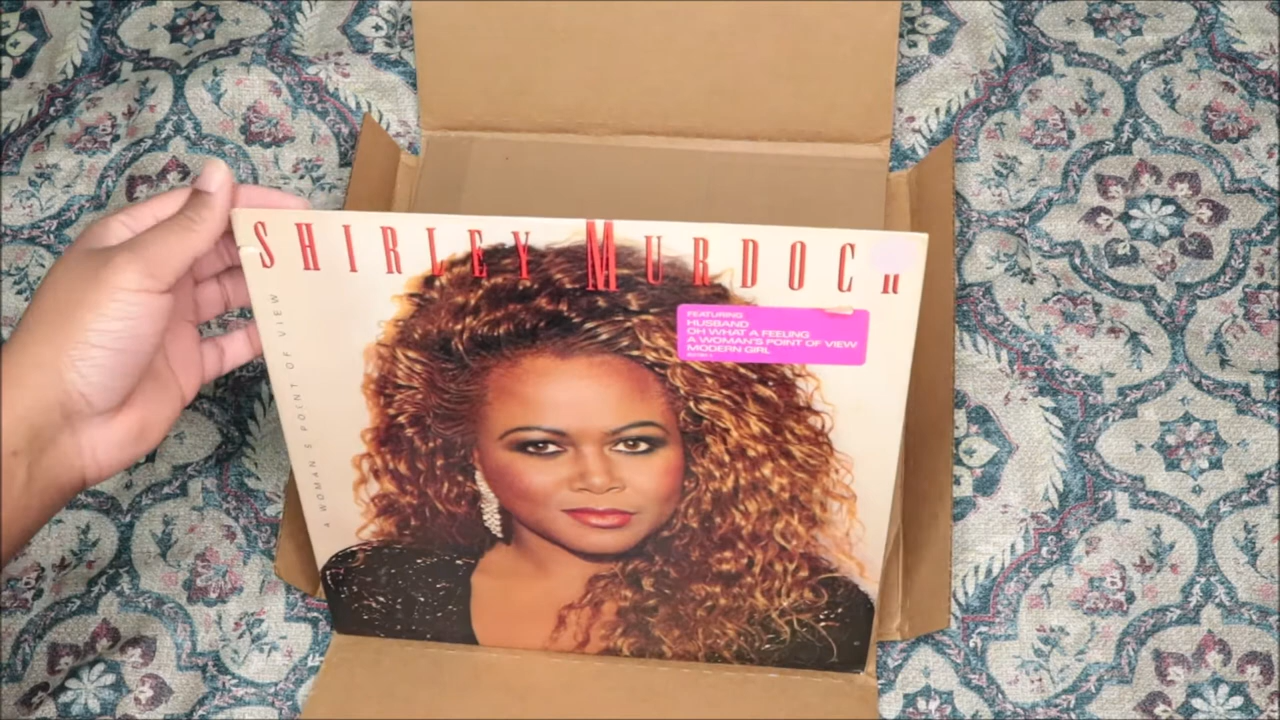 SHIRLEY MURDOCH
A WOMAN'S POINT OF VIEW
FEATURING
HUSBAND
OH WHAT A FEELING
A WOMAN'S POINT OF VIEW
MODERN GIRL